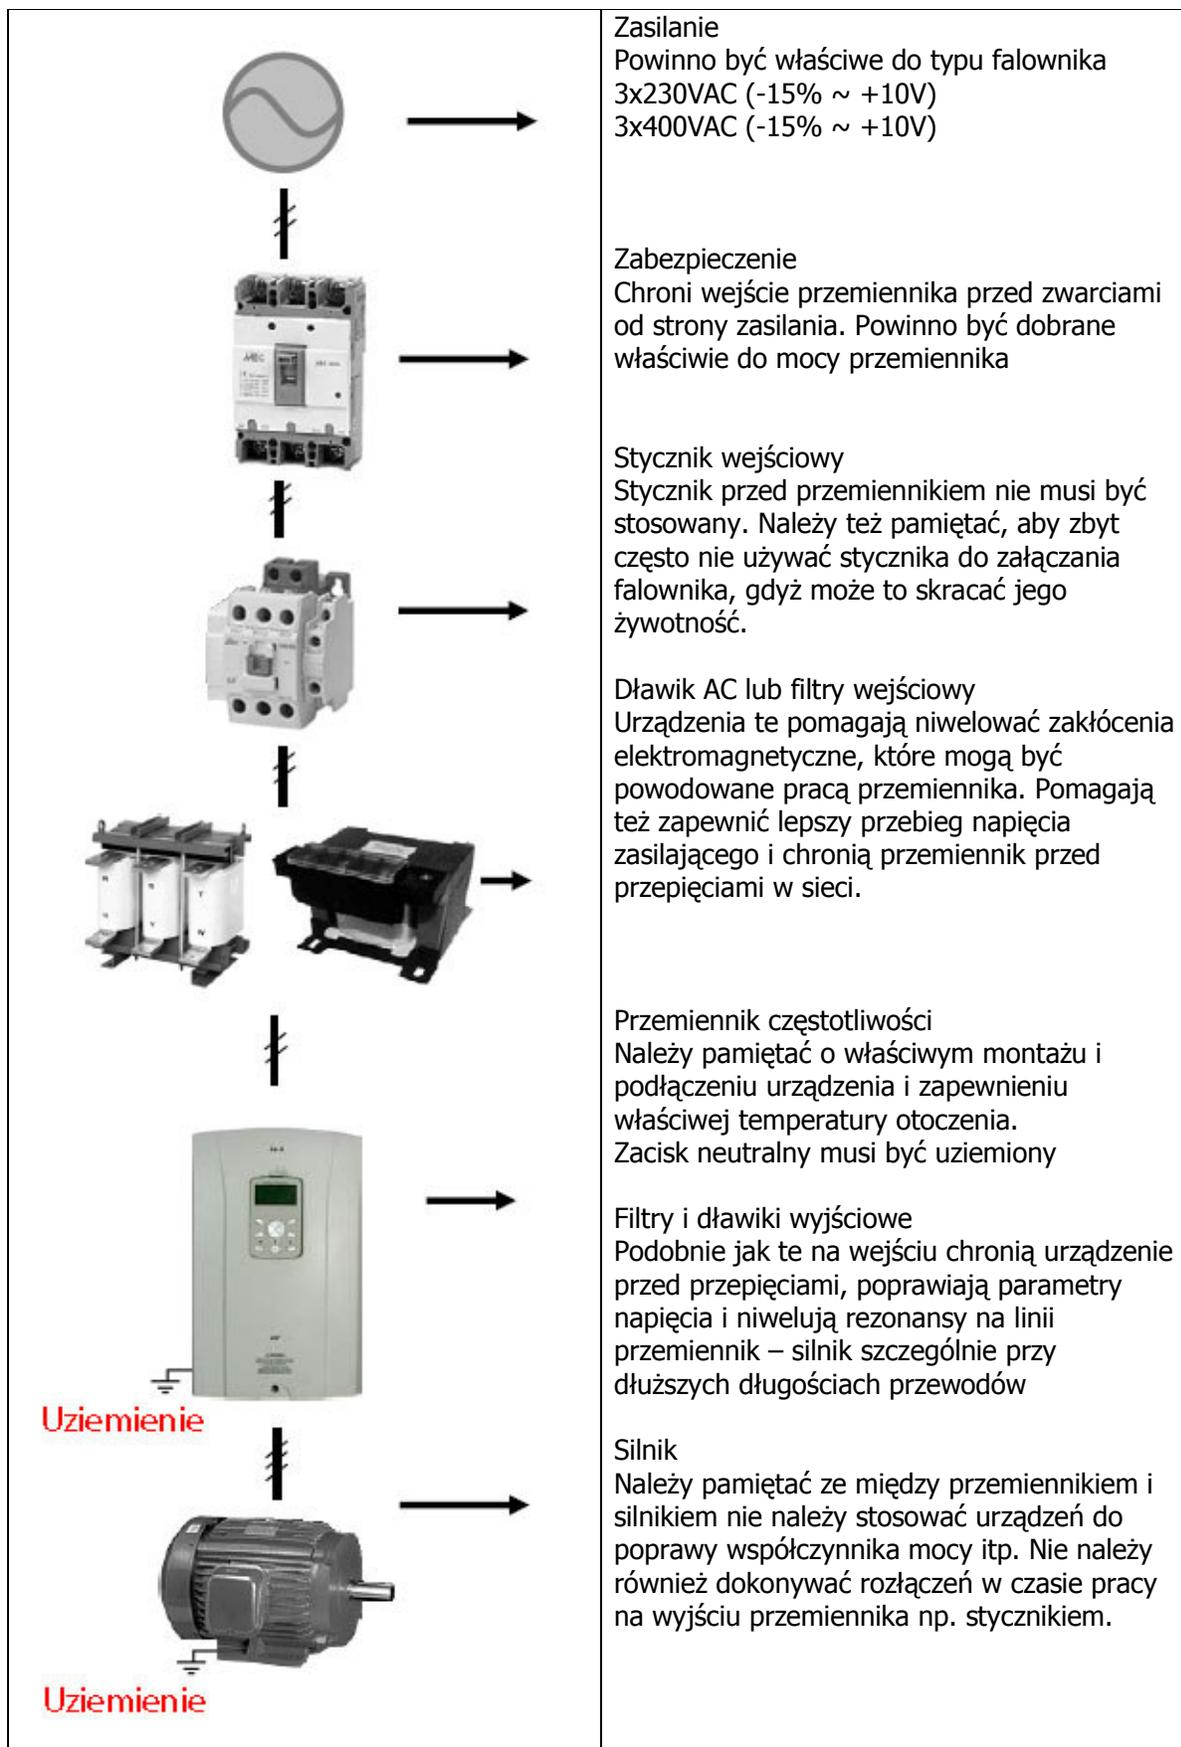 Zasilanie
Powinno być właściwe do typu falownika
3x230VAC (-15% ~ +10V)
3x400VAC (-15% ~ +10V)
Zabezpieczenie
Chroni wejście przemiennika przed zwarciami
od strony zasilania. Powinno być dobrane
właściwie do mocy przemiennika
Stycznik wejściowy
Stycznik przed przemiennikiem nie musi być
stosowany. Należy też pamiętać, aby zbyt
często nie używać stycznika do załączania
falownika, gdyż może to skracać jego
żywotność.
Dławik AC lub filtry wejściowy
Urządzenia te pomagają niwelować zakłócenia
elektromagnetyczne, które mogą być
powodowane pracą przemiennika. Pomagają
też zapewnić lepszy przebieg napięcia
zasilającego i chronią przemiennik przed
przepięciami w sieci.
Przemiennik częstotliwości
Należy pamiętać o właściwym montażu i
podłączeniu urządzenia i zapewnieniu
właściwej temperatury otoczenia.
Zacisk neutralny musi być uziemiony
Filtry i dławiki wyjściowe
Podobnie jak te na wejściu chronią urządzenie
przed przepięciami, poprawiają parametry
napięcia i niwelują rezonansy na linii
przemiennik – silnik szczególnie przy
dłuższych długościach przewodów
Uziemienie
Silnik
Należy pamiętać ze między przemiennikiem i
silnikiem nie należy stosować urządzeń do
poprawy współczynnika mocy itp. Nie należy
również dokonywać rozłączeń w czasie pracy
na wyjściu przemiennika np. stycznikiem.
Uziemienie